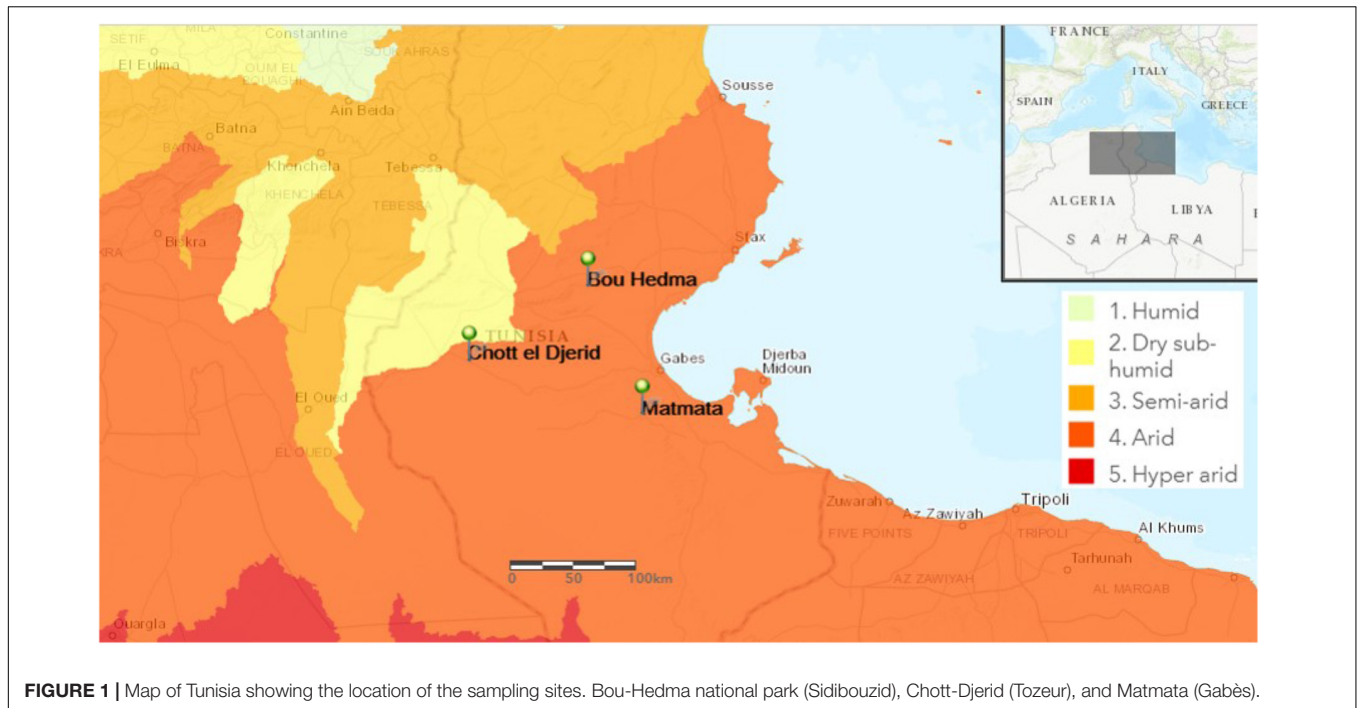 SETIF
MILA
Constantine
El Eulma
OUM EL
BOUAGHI
SOUK AHRAS
Ain Beida
Batna
BATNA
Khenchela
KHENCHELA
Tebessa
TEBESSA
Biskra
KRA
El Oued
EL OUED
Ouargla
Sousse
Sfax
Bou Hedma
TUNISIA
Chott el Djerid
Gabes
Djerba
Midoun
Matmata
Zuwarah
Az Zawiyah
Tripoli
FIVE POINTS
TRIPOLI
Al Khums
Tarhunah
AZ ZAWIYAH
AL MARQAB
0 50 100km
FRANCE
ITALY
SPAIN
GREECE
ALGERIA
LIBYA
E
SAHARA
1. Humid
2. Dry sub-
humid
3. Semi-arid
4. Arid
5. Hyper arid
FIGURE 1 | Map of Tunisia showing the location of the sampling sites. Bou-Hedma national park (Sidibouzid), Chott-Djerid (Tozeur), and Matmata (Gabès).